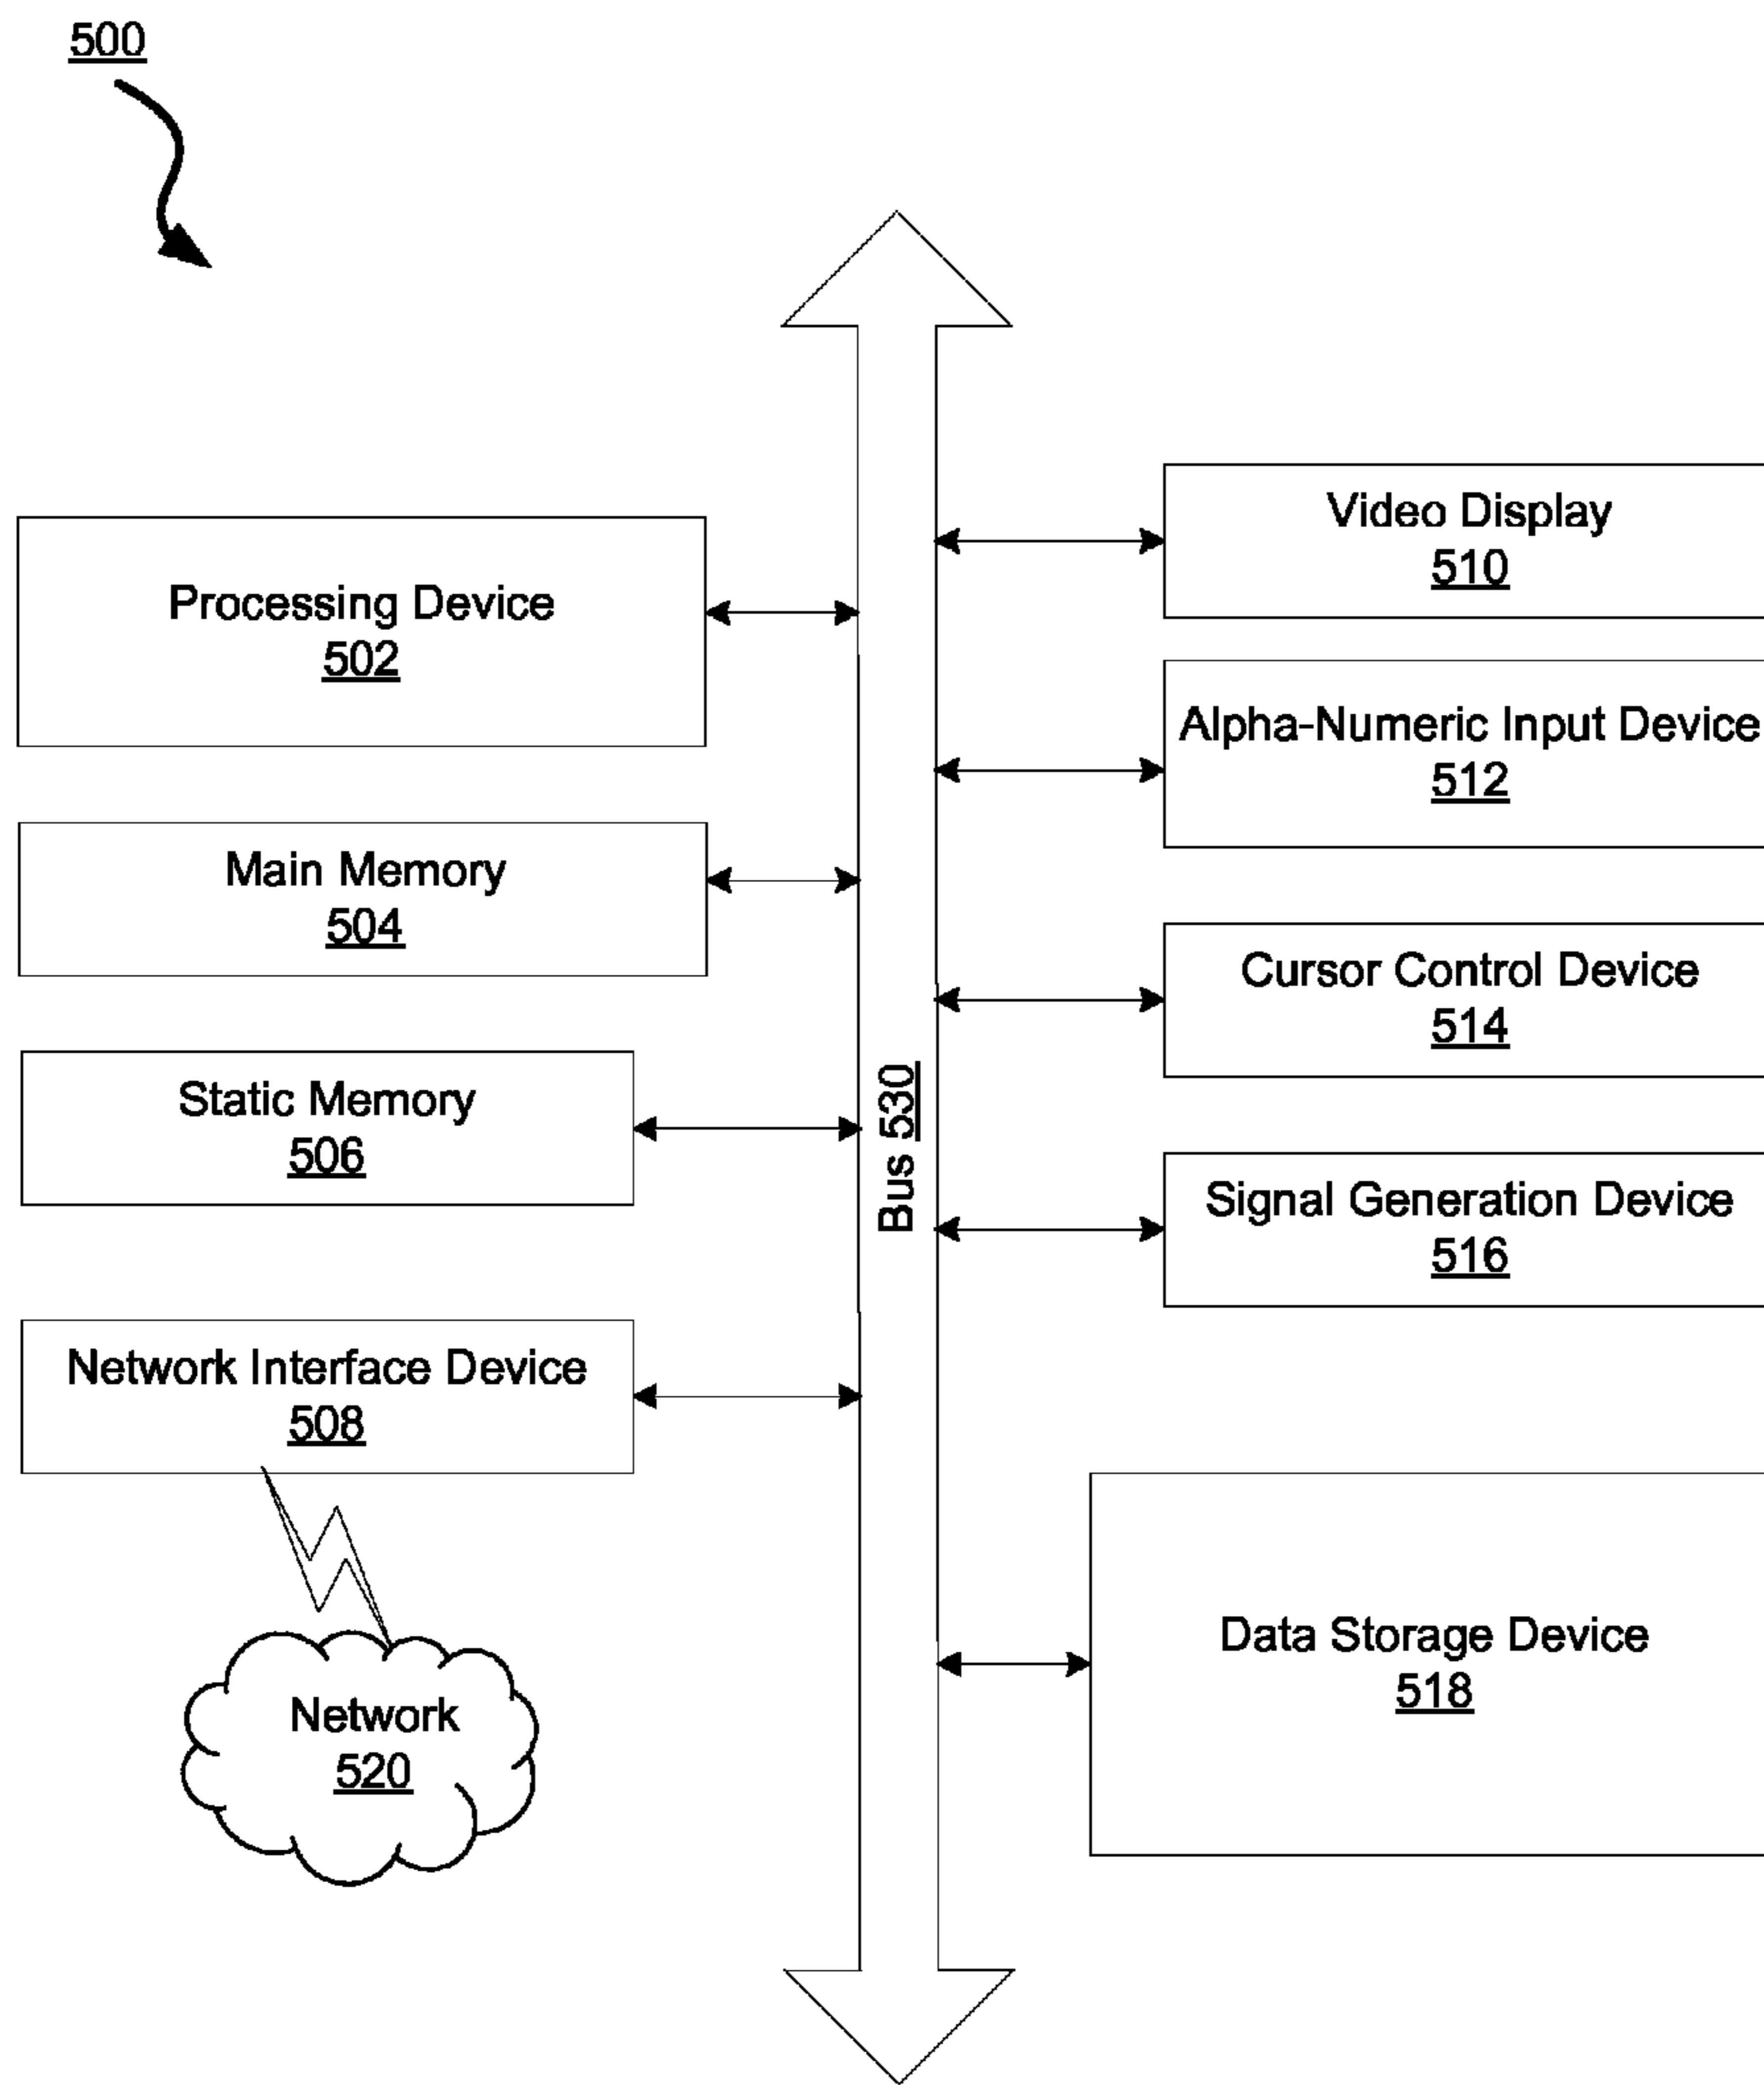 500
Processing Device
502
Main Memory
504
Static Memory
506
Network Interface Device
508
Network
520
Bus 530
Video Display
510
Alpha-Numeric Input Device
512
Cursor Control Device
514
Signal Generation Device
516
Data Storage Device
518